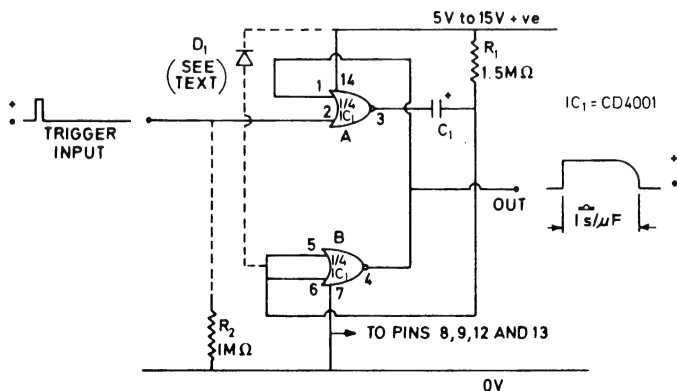 5V to 15V +ve
D1
(SEE
TEXT)
R1
1.5MΩ
14
1
1/4
IC1
2
3
A
+
C1
IC1 = CD4001
+
TRIGGER
INPUT
OUT
+
1s/μF
B
5
1/4
IC1
6
7
4
R2
1MΩ
TO PINS 8,9,12 AND 13
0V